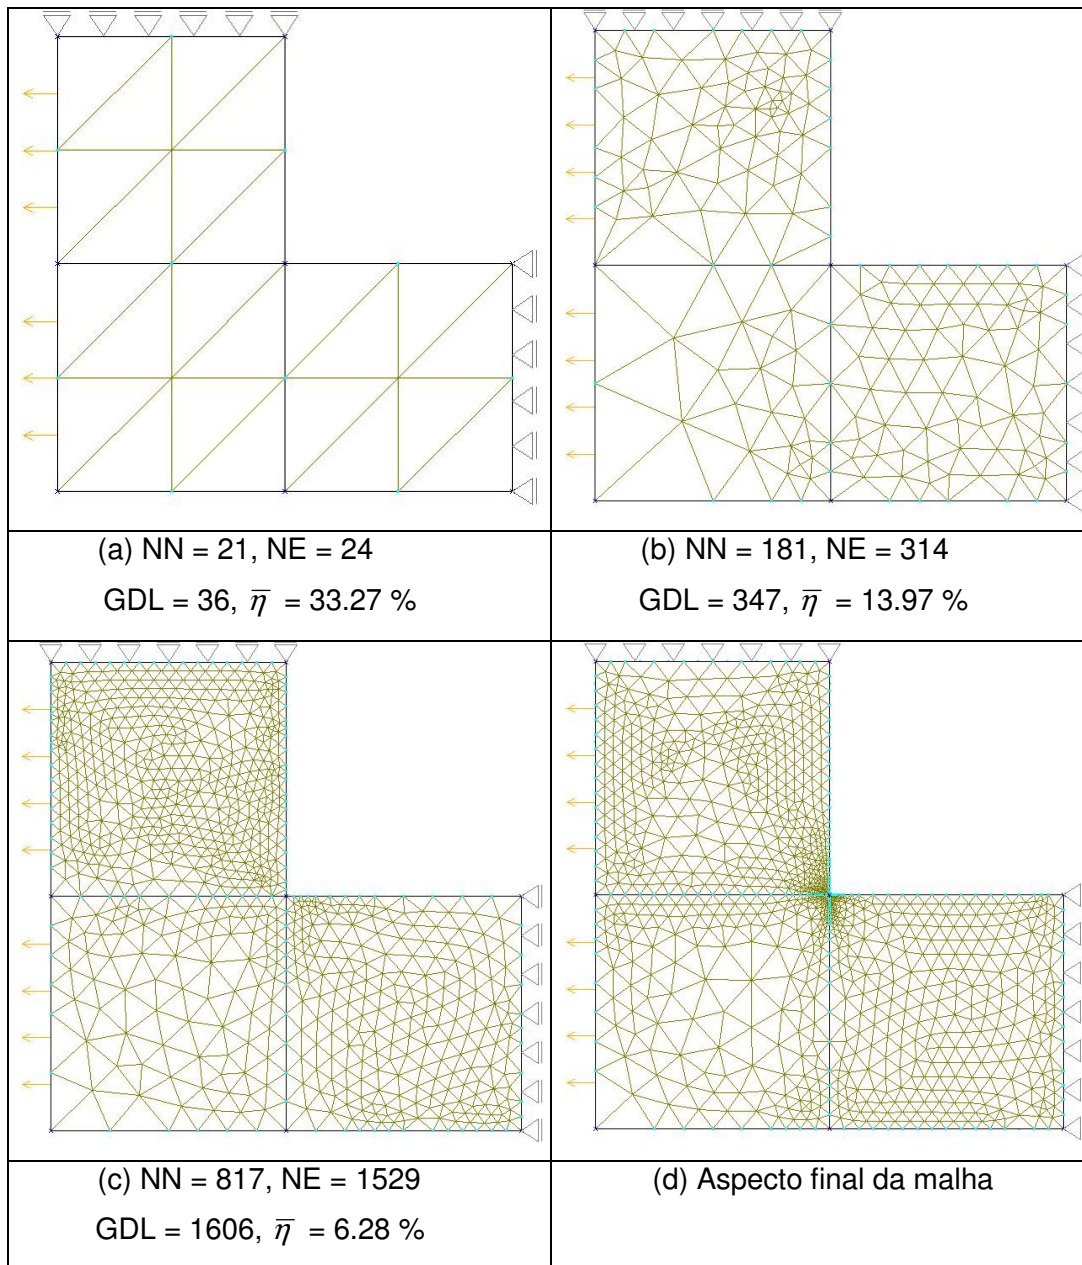 (a) NN = 21, NE = 24
GDL = 36, η̅ = 33.27 %
(b) NN = 181, NE = 314
GDL = 347, η̅ = 13.97 %
(c) NN = 817, NE = 1529
GDL = 1606, η̅ = 6.28 %
(d) Aspecto final da malha